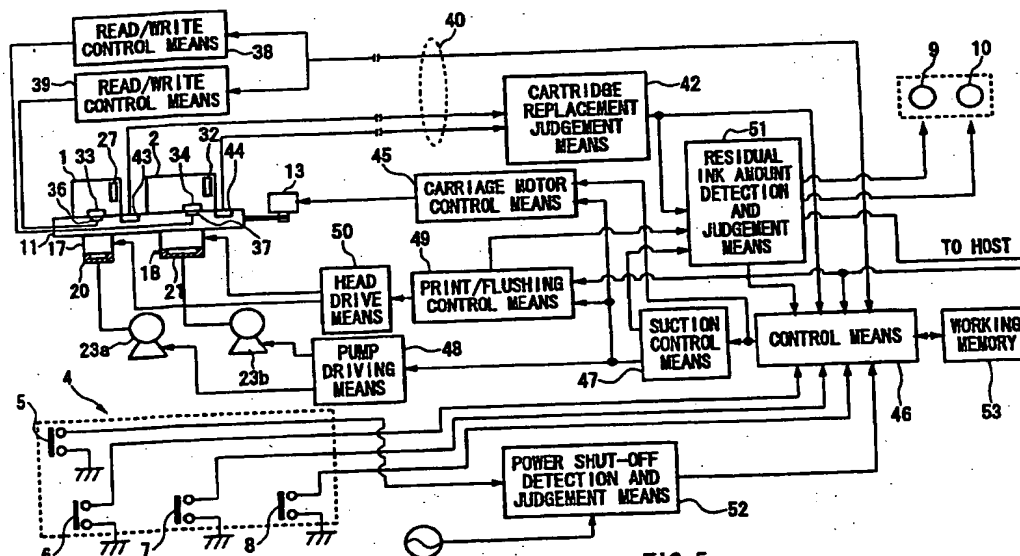 READ/WRITE
CONTROL MEANS
38
39
READ/WRITE
CONTROL MEANS
40
CARTRIDGE
REPLACEMENT
JUDGEMENT
MEANS
42
9
10
1
33
27
2
34
32
44
43
36
37
11
17
18
20
21
13
45
CARRIAGE MOTOR
CONTROL MEANS
51
RESIDUAL
INK AMOUNT
DETECTION
AND
JUDGEMENT
MEANS
TO HOST
50
HEAD
DRIVE
MEANS
49
PRINT/FLUSHING
CONTROL MEANS
23a
23b
PUMP
DRIVING
MEANS
48
SUCTION
CONTROL
MEANS
47
CONTROL MEANS
46
WORKING
MEMORY
53
4
5
6
7
8
POWER SHUT-OFF
DETECTION AND
JUDGEMENT MEANS
52
FIG.5